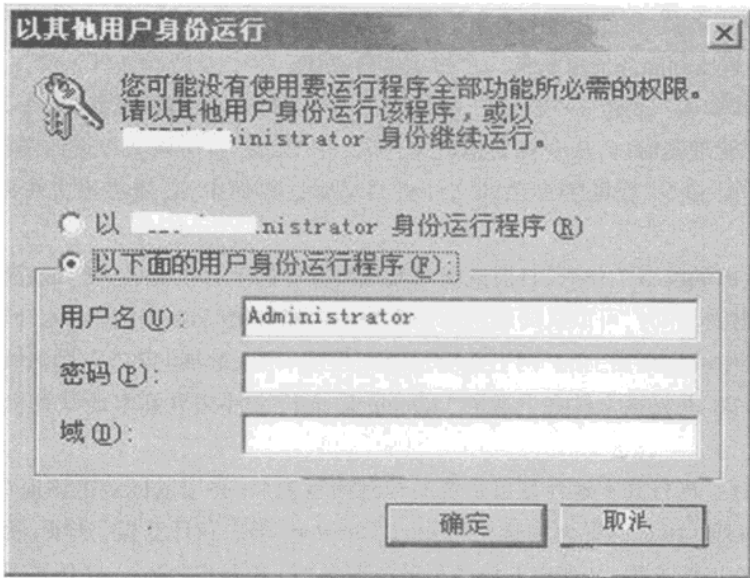 以其他用户身份运行
您可能没有使用要运行程序全部功能所必需的权限。
请以其他用户身份运行该程序，或以
inistrator 身份继续运行。
以 inistrator 身份运行程序(R)
以下面的用户身份运行程序(F):
用户名(U): Administrator
密码(P):
域(D):
确定 取消